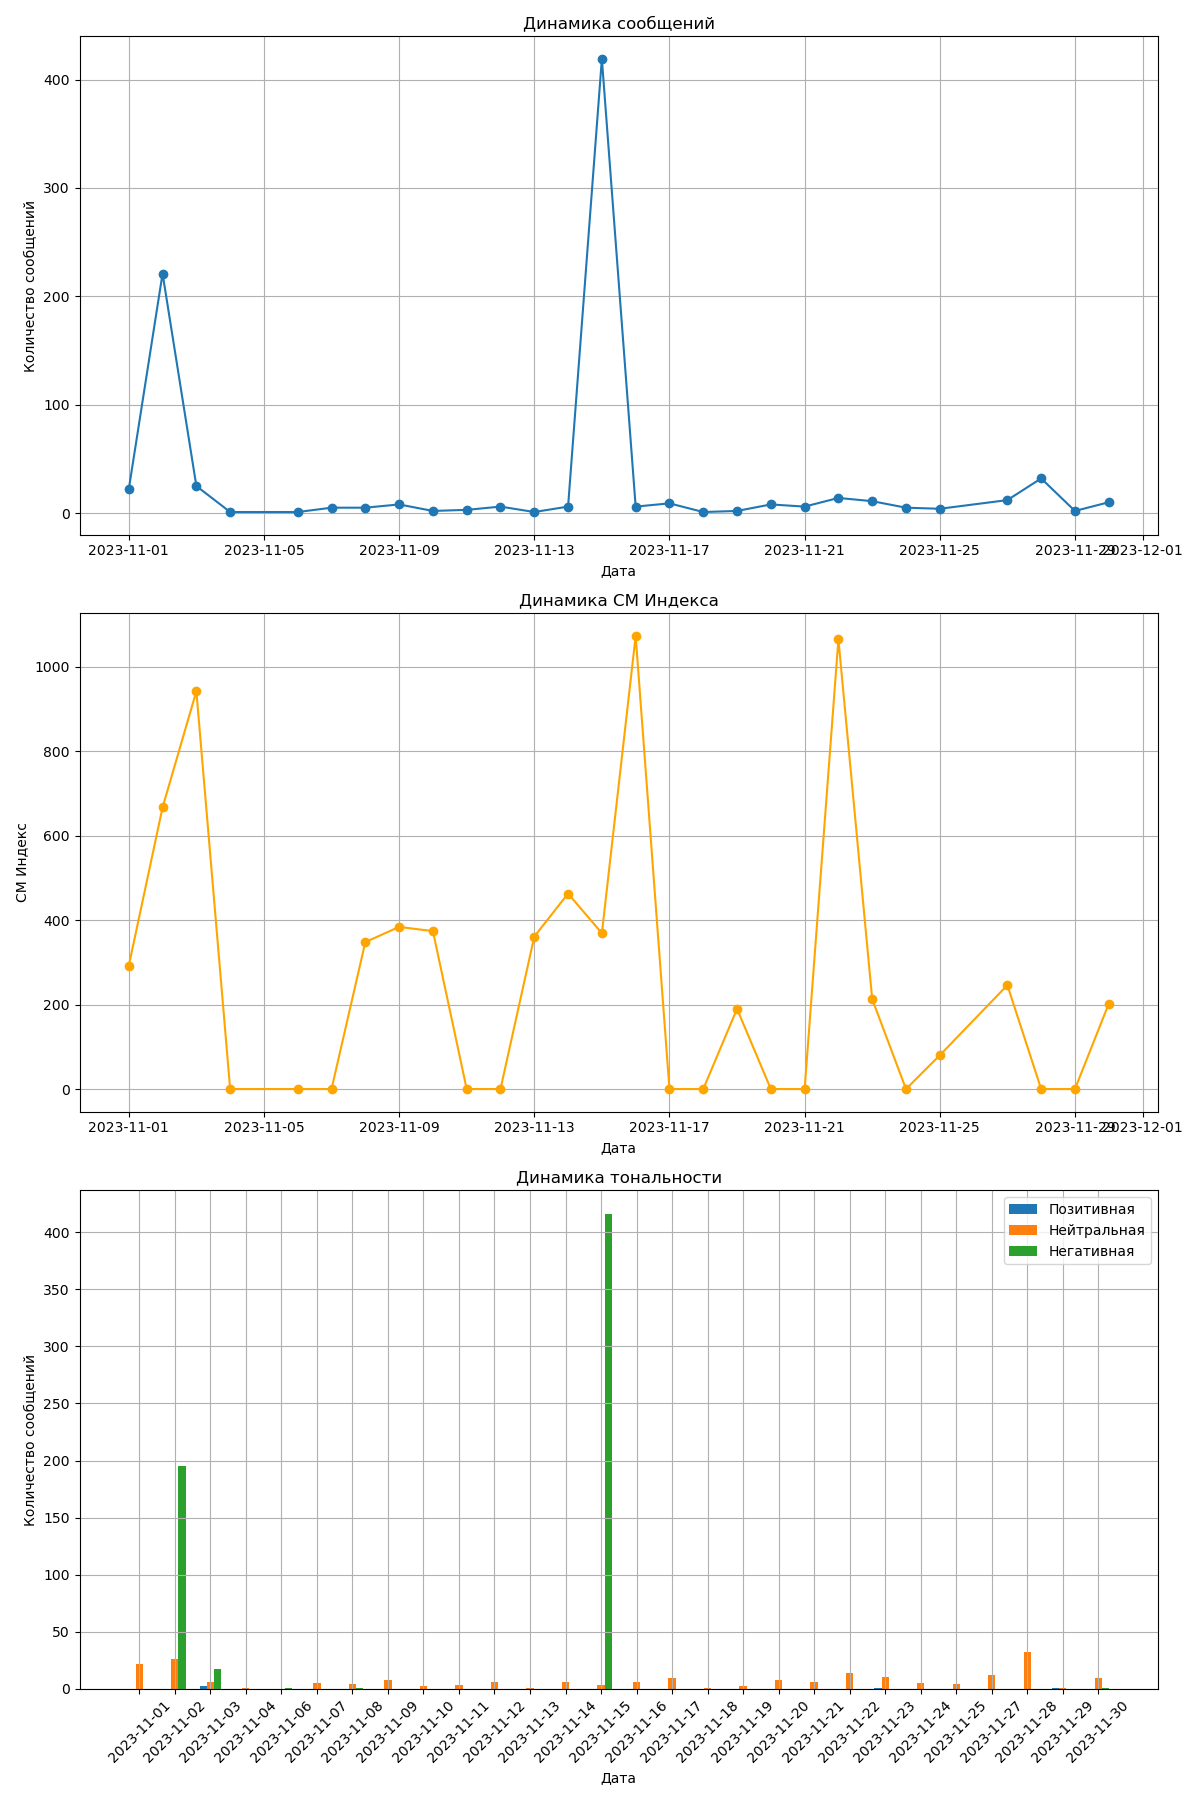 Динамика сообщений
400
300
200
100
0
Количество сообщений
2023-11-01 2023-11-05 2023-11-09 2023-11-13 2023-11-17 2023-11-21 2023-11-25 2023-11-29 2023-12-01
Дата
Динамика СМ Индекса
1000
800
600
400
200
0
СМ Индекс
2023-11-01 2023-11-05 2023-11-09 2023-11-13 2023-11-17 2023-11-21 2023-11-25 2023-11-29 2023-12-01
Дата
Динамика тональности
Позитивная
Нейтральная
Негативная
400
350
300
250
200
150
100
50
0
Количество сообщений
2023-11-01 2023-11-02 2023-11-03 2023-11-04 2023-11-06 2023-11-07 2023-11-08 2023-11-09 2023-11-10 2023-11-11 2023-11-12 2023-11-13 2023-11-14 2023-11-15 2023-11-16 2023-11-17 2023-11-18 2023-11-19 2023-11-20 2023-11-21 2023-11-22 2023-11-23 2023-11-24 2023-11-25 2023-11-27 2023-11-28 2023-11-29 2023-11-30
Дата